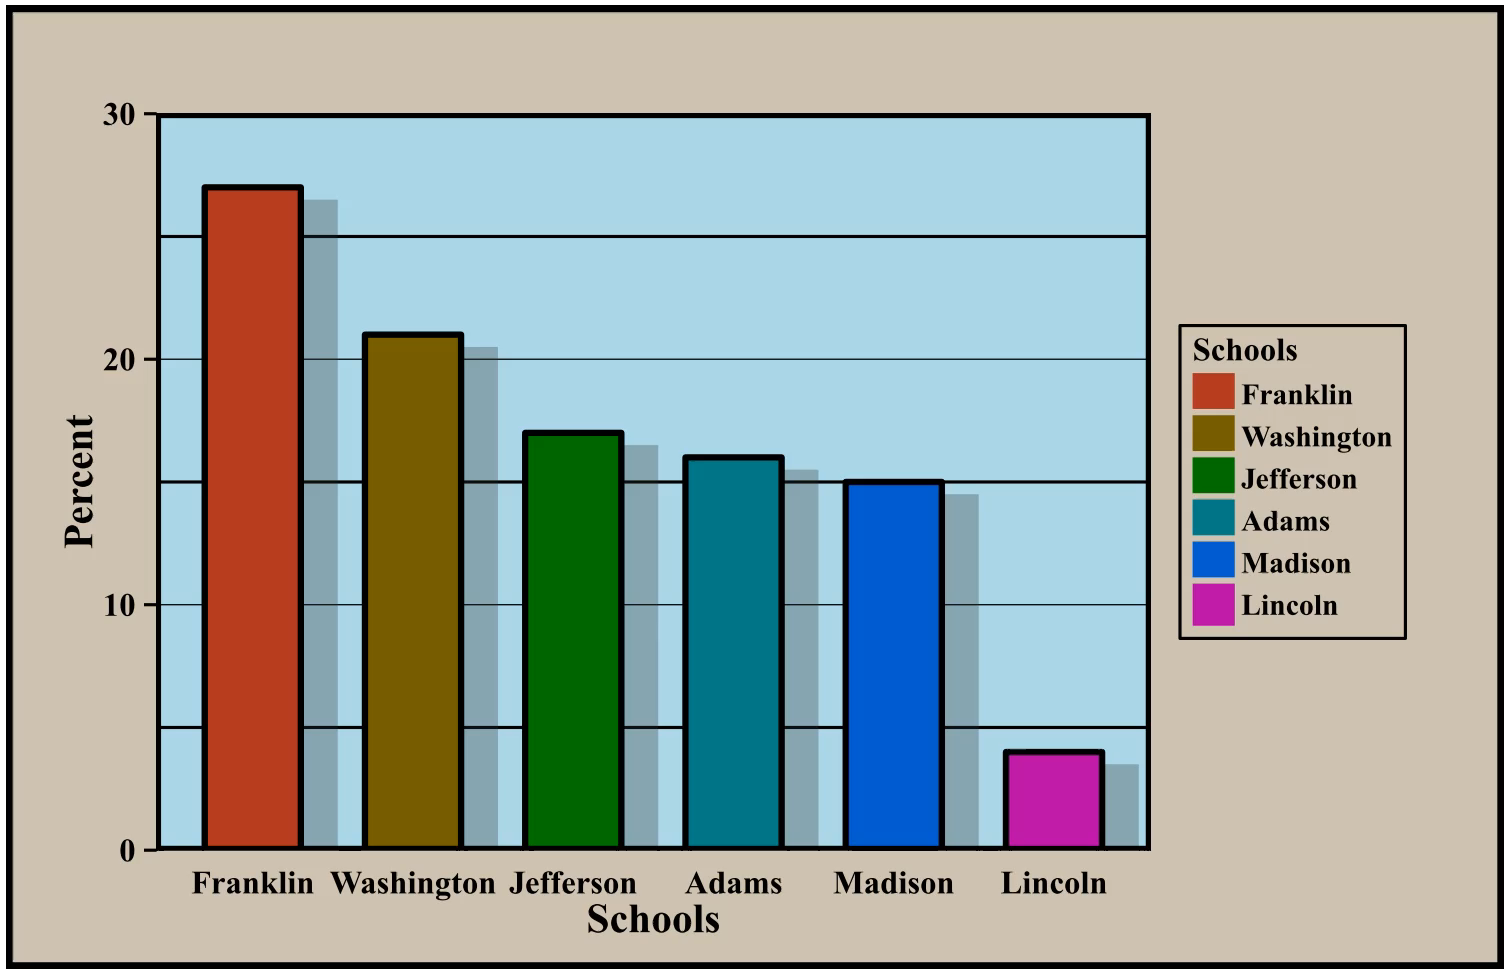 30
20
10
0
Percent
Franklin Washington Jefferson Adams Madison Lincoln
Schools
Schools
Franklin
Washington
Jefferson
Adams
Madison
Lincoln